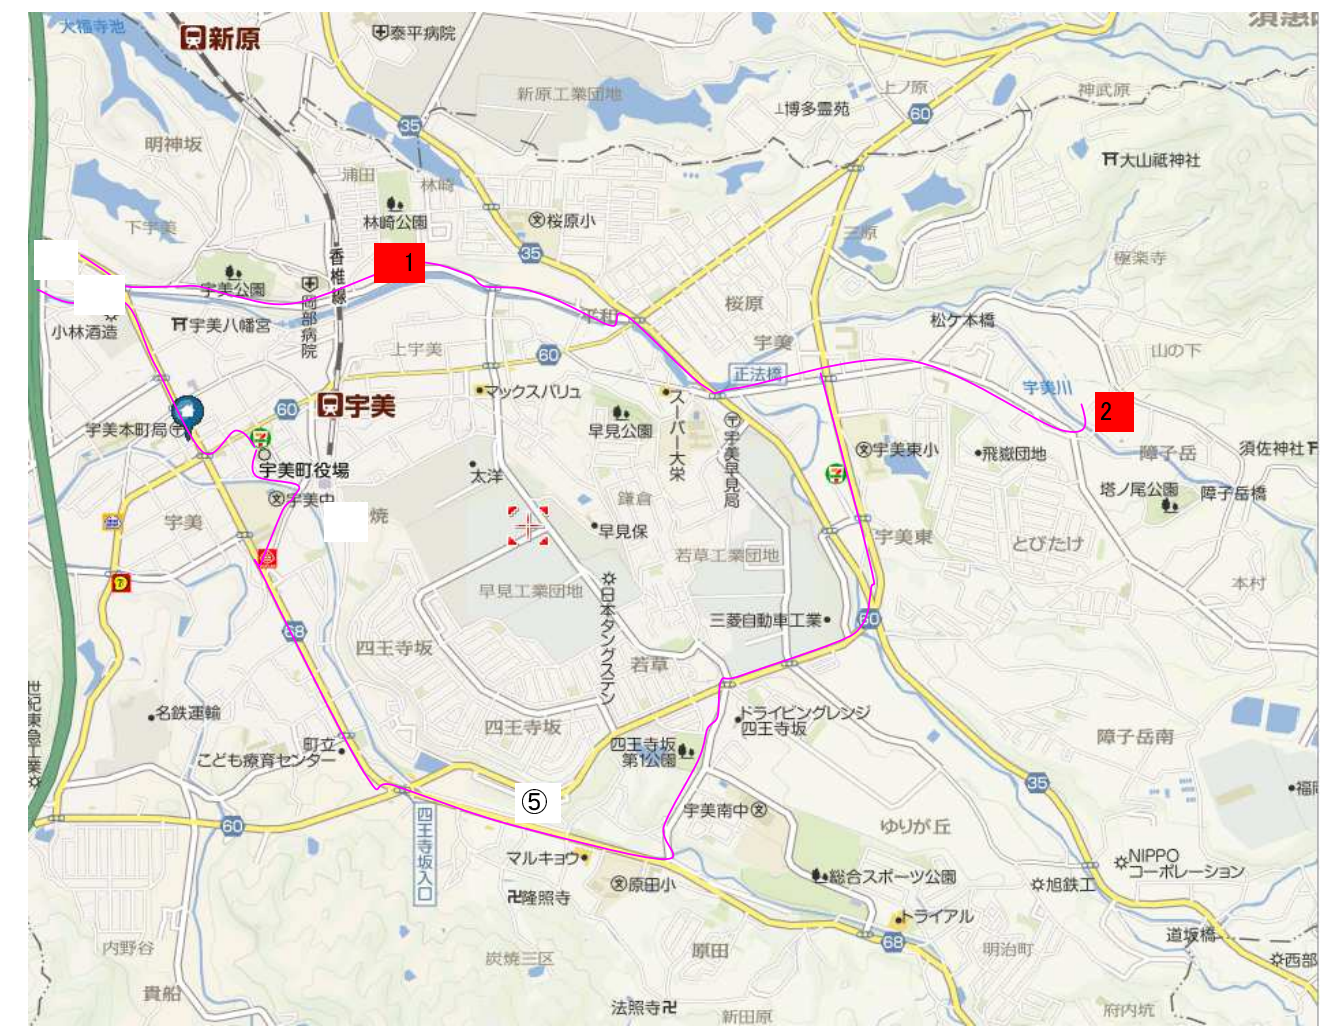 大福寺池
新原
泰平病院
新原工業団地
上ノ原
神武原
博多霊苑
35
60
明神坂
大山祗神社
浦田
林崎
林崎公園
桜原小
下宇美
三原
極楽寺
香椎線
35
1
宇美公園
岡部病院
桜原
平和
松ケ本橋
小林酒造
宇美八幡宮
宇美
上宇美
60
山の下
正法橋
宇美川
マックスバリュ
スーパー大栄
60
宇美
早見公園
宇美早見局
2
宇美本町局
宇美町役場
宇美東小
飛嶽団地
障子岳
須佐神社
太洋
塔ノ尾公園
障子岳橋
宇美中
鎌倉
宇美
焼
早見保
宇美東
とびたけ
若草工業団地
早見工業団地
日本タングステン
本村
三菱自動車工業
60
68
四王寺坂
若草
世紀東急工業
名鉄運輸
四王寺坂
ドライビングレンジ
四王寺坂
町立
こども療育センター
四王寺坂
第1公園
障子岳南
35
⑤
福岡
60
四王寺坂入口
宇美南中
ゆりが丘
マルキョウ
NIPPO
コーポレーション
原田小
総合スポーツ公園
旭鉄工
隆照寺
トライアル
内野谷
炭焼三区
原田
68
明治町
道坂橋
西部
貴船
法照寺
新田原
府内坑